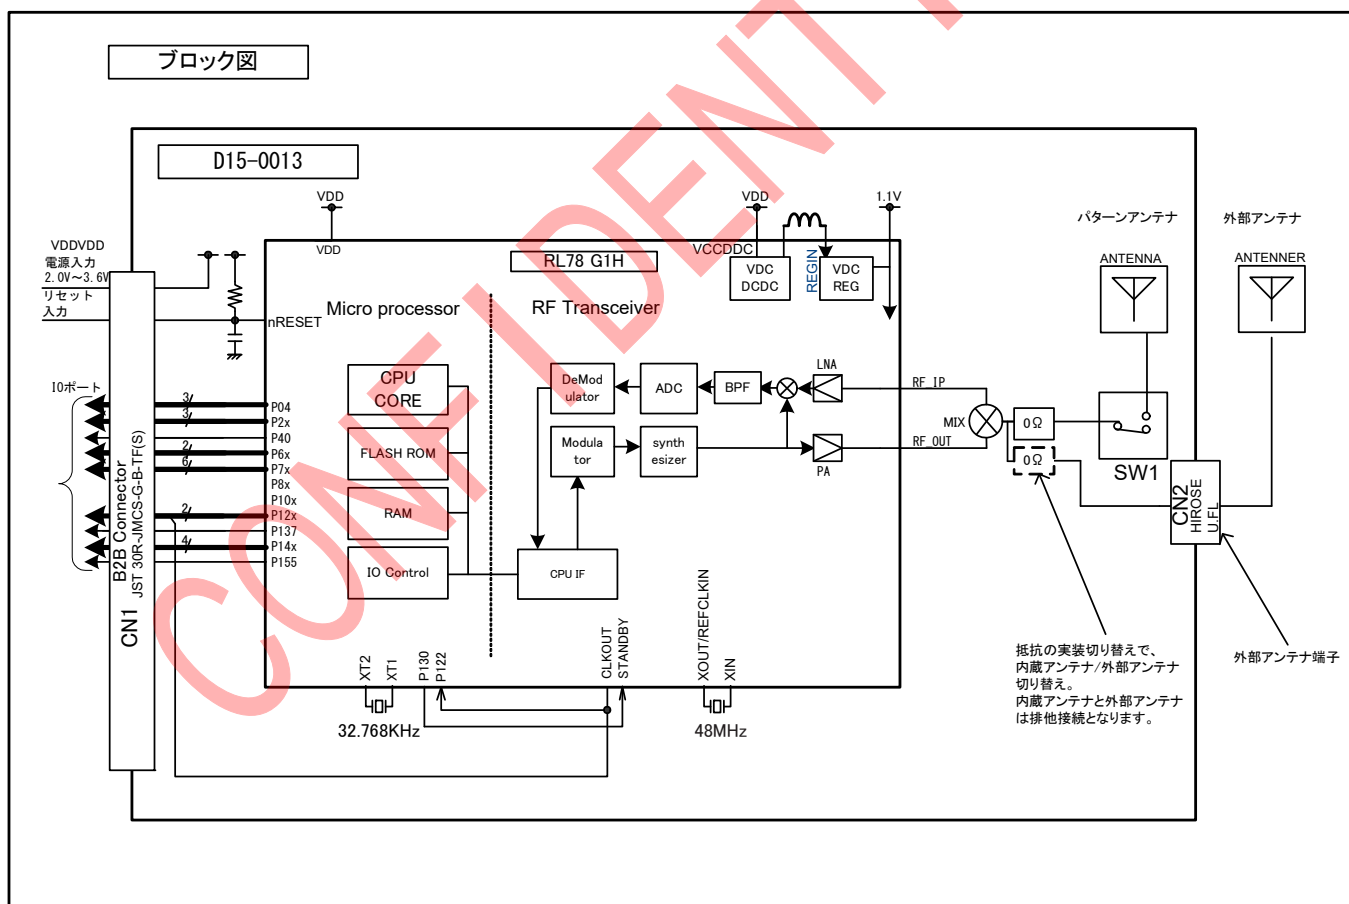 ブロック図
D15-0013
VDDVDD
電源入力
2.0V～3.6V
リセット
入力
IO㾝ート
CN1
B2B Connector
JST 30R-JMCS-G-B-TF(S)
VDD
VDD
nRESET
3
3
2
6
2
4
P04
P2x
P40
P6x
P7x
P8x
P10x
P12x
P137
P14x
P155
Micro processor
CPU
CORE
FLASH ROM
RAM
IO Control
RL78 G1H
RF Transceiver
VDD
VCCDDC
VDC
DCDC
REGIN
VDC
REG
1.1V
DeMod
ulator
ADC
BPF
LNA
Modula
tor
synth
esizer
PA
CPU IF
RF_IP
RF_OUT
MIX
0Ω
0Ω
パターンアンテナ
ANTENNA
外部アンテナ
ANTENNER
SW1
CN2
HIROSE
U.FL
XT2
XT1
32.768KHz
P130
P122
CLKOUT
STANDBY
XOUT/REFCLKIN
XIN
48MHz
抵抗の実装切り替えで、
内蔵アンテナ/外部アンテナ
切り替え。
内蔵アンテナと外部アンテナ
は排他接続となります。
外部アンテナ端子
CONFIDENT